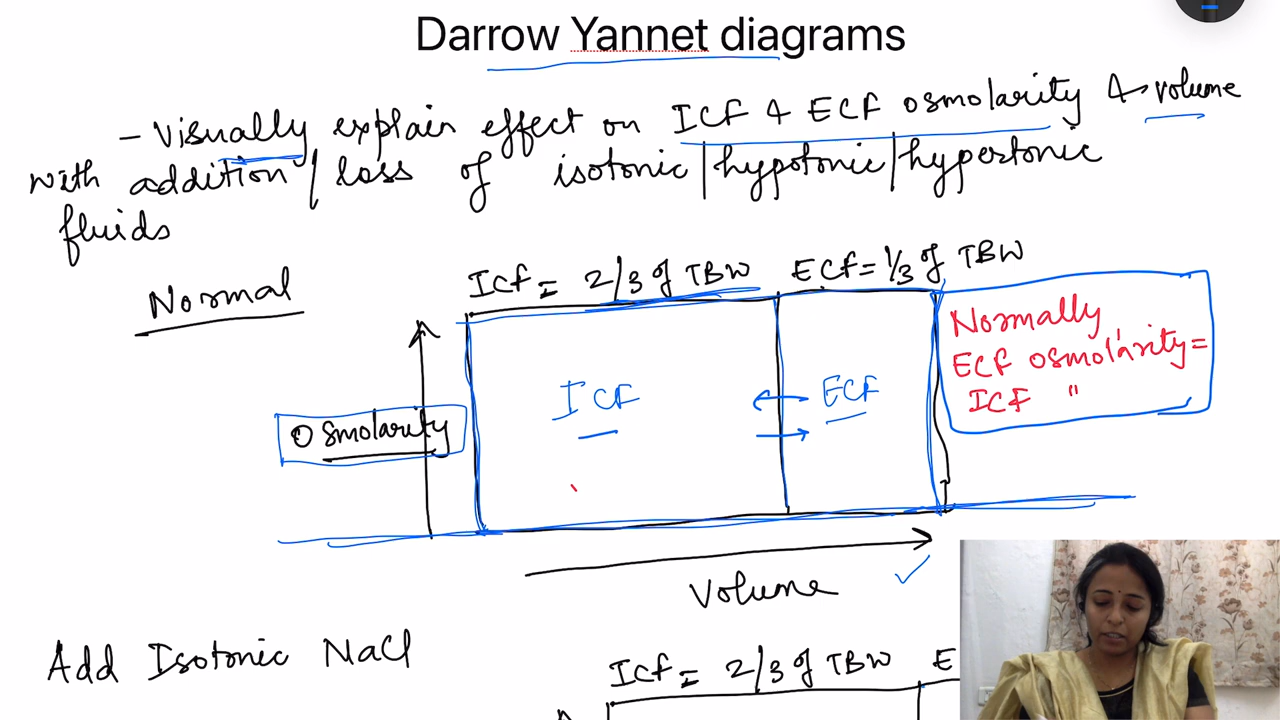 Darrow Yannet diagrams
- Visually explain effect on ICF & ECF osmolarity & volume
with addition/loss of isotonic/hypotonic/hypertonic
fluids
Normal
ICF = 2/3 of TBW ECF = 1/3 of TBW
Normally
ECF osmolarity =
ICF "
ICF
ECF
Osmolarity
Volume
Add Isotonic NaCl
ICF = 2/3 of TBW E